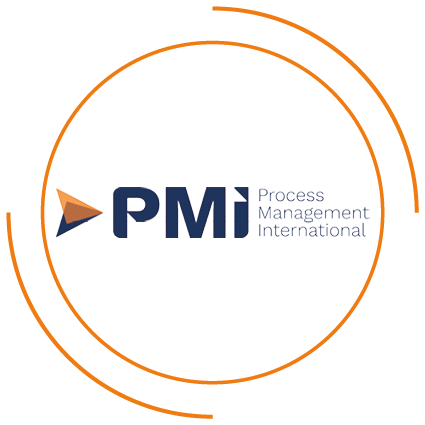 PMi
Process
Management
International